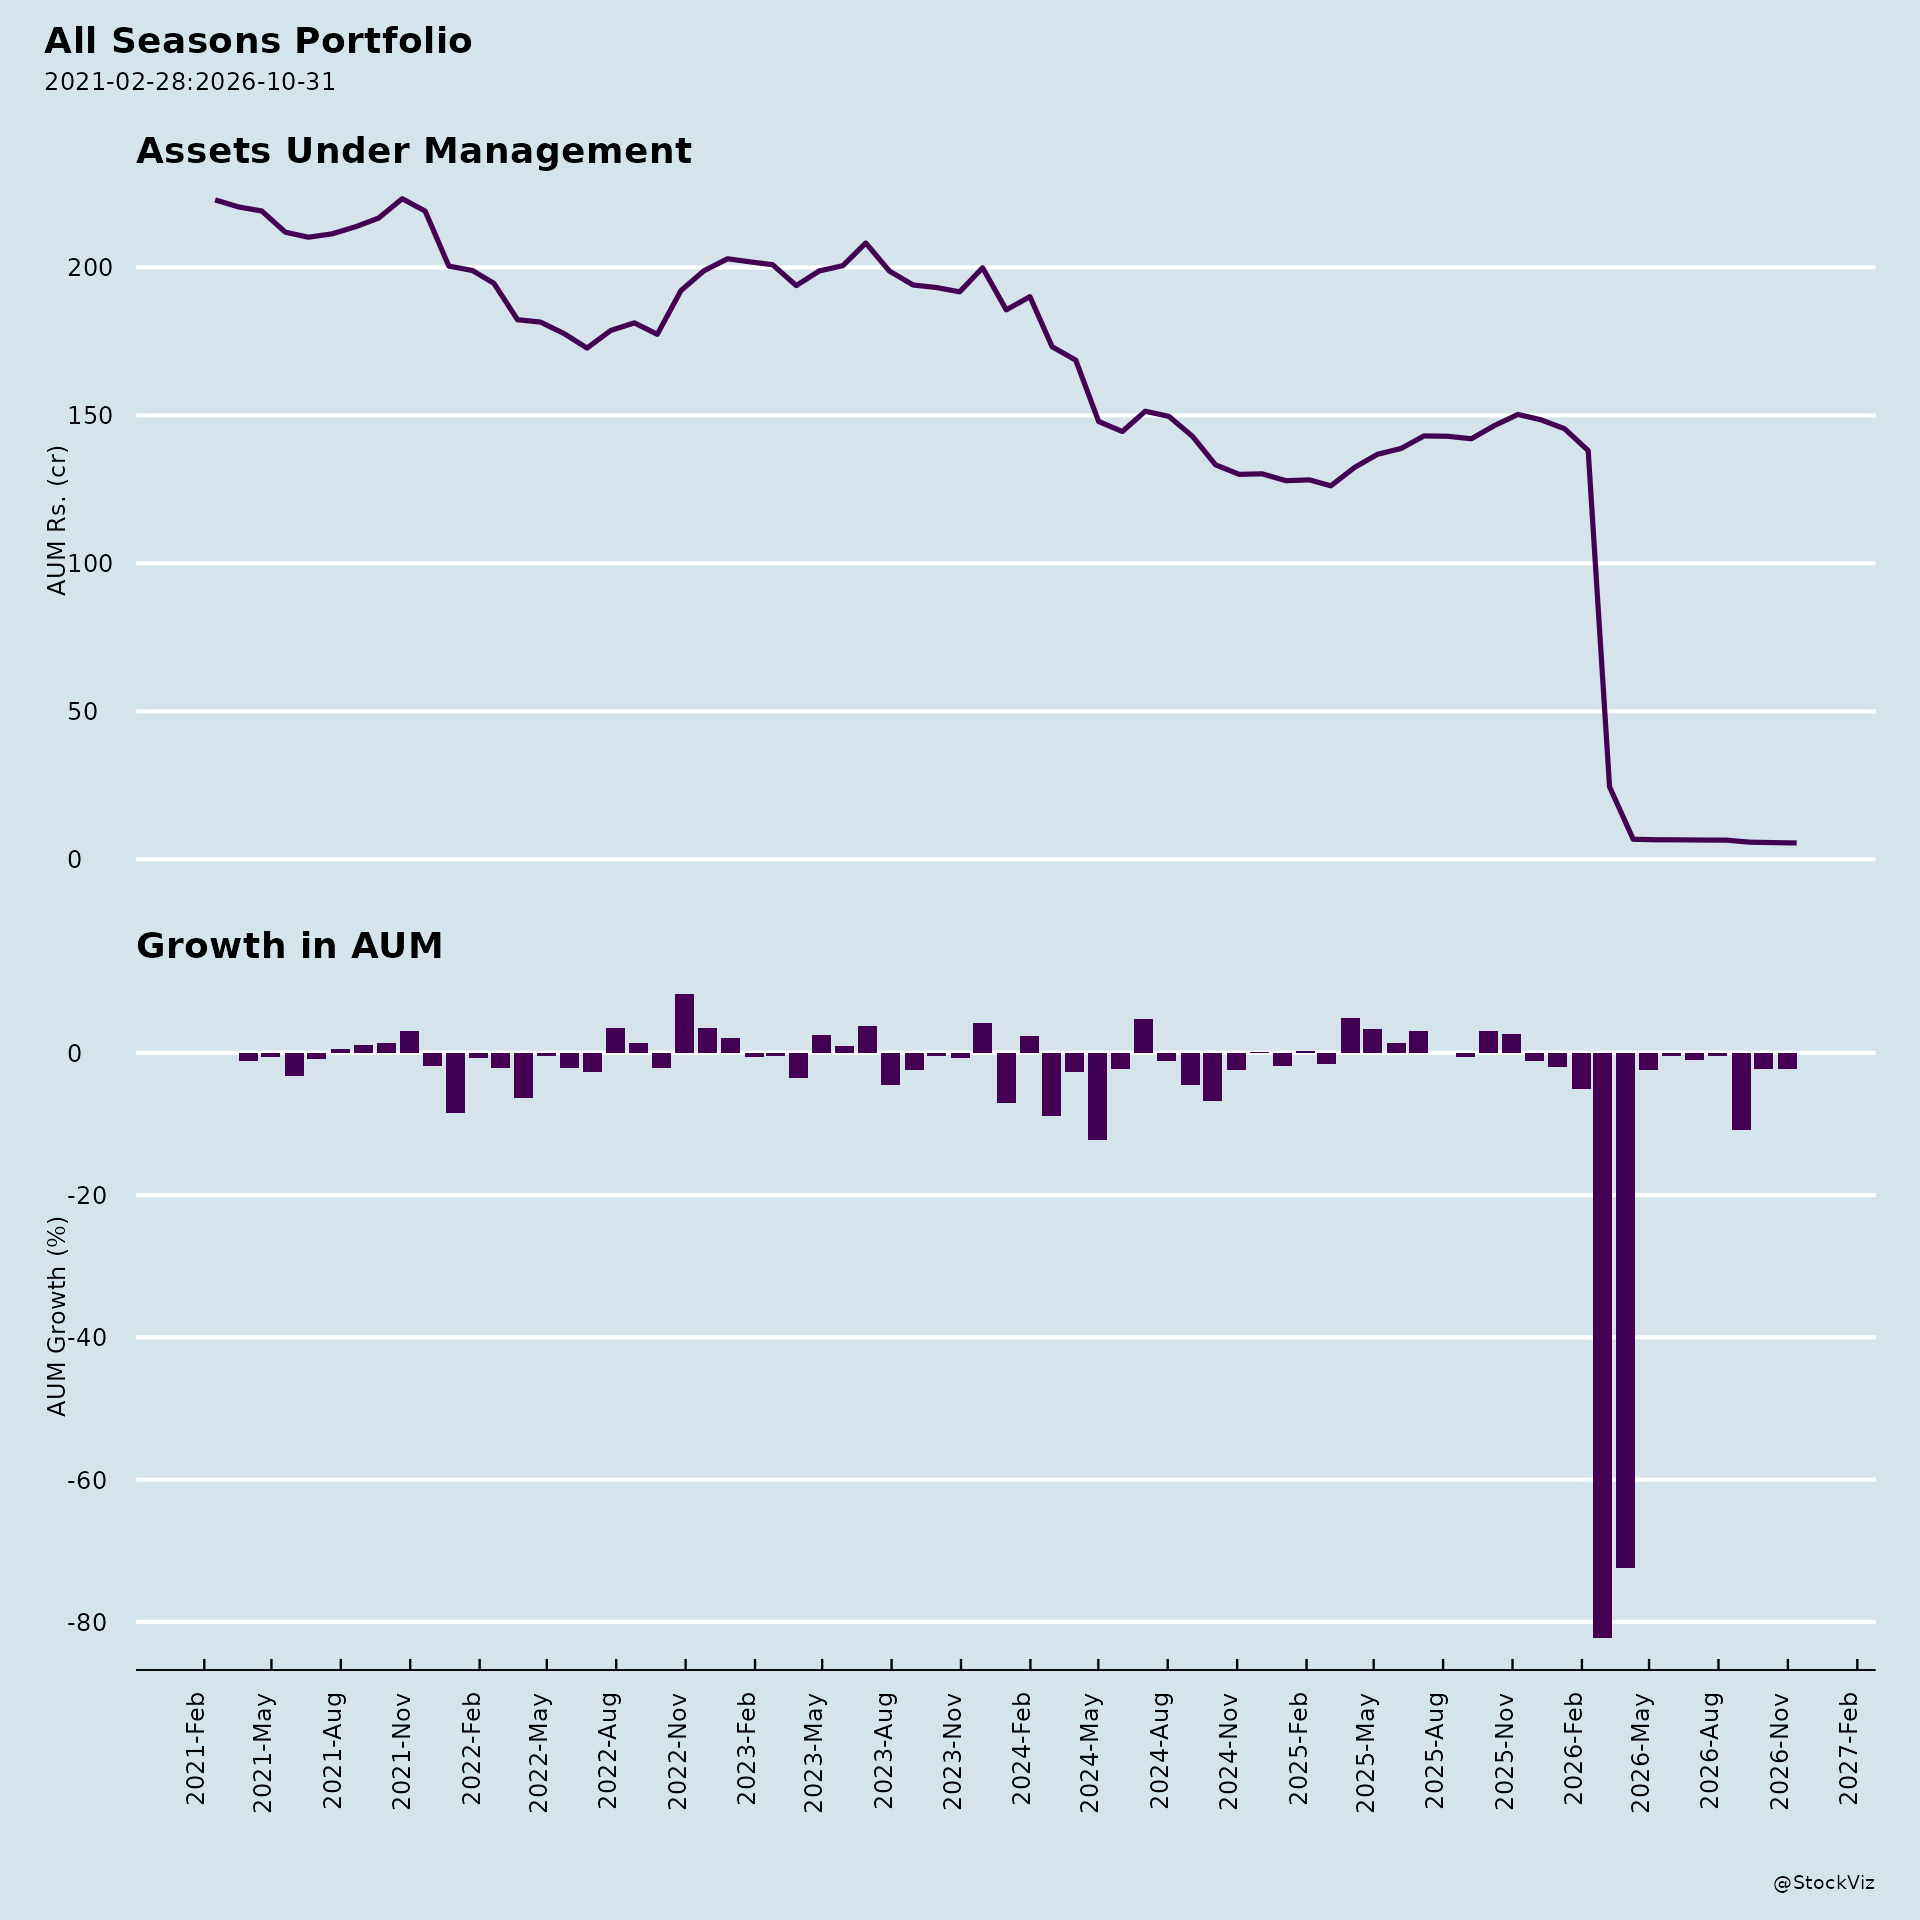 All Seasons Portfolio
2021-02-28:2026-10-31
Assets Under Management
AUM Rs. (cr)
200
150
100
50
0
Growth in AUM
AUM Growth (%)
0
-20
-40
-60
-80
2021-Feb
2021-May
2021-Aug
2021-Nov
2022-Feb
2022-May
2022-Aug
2022-Nov
2023-Feb
2023-May
2023-Aug
2023-Nov
2024-Feb
2024-May
2024-Aug
2024-Nov
2025-Feb
2025-May
2025-Aug
2025-Nov
2026-Feb
2026-May
2026-Aug
2026-Nov
2027-Feb
@StockViz